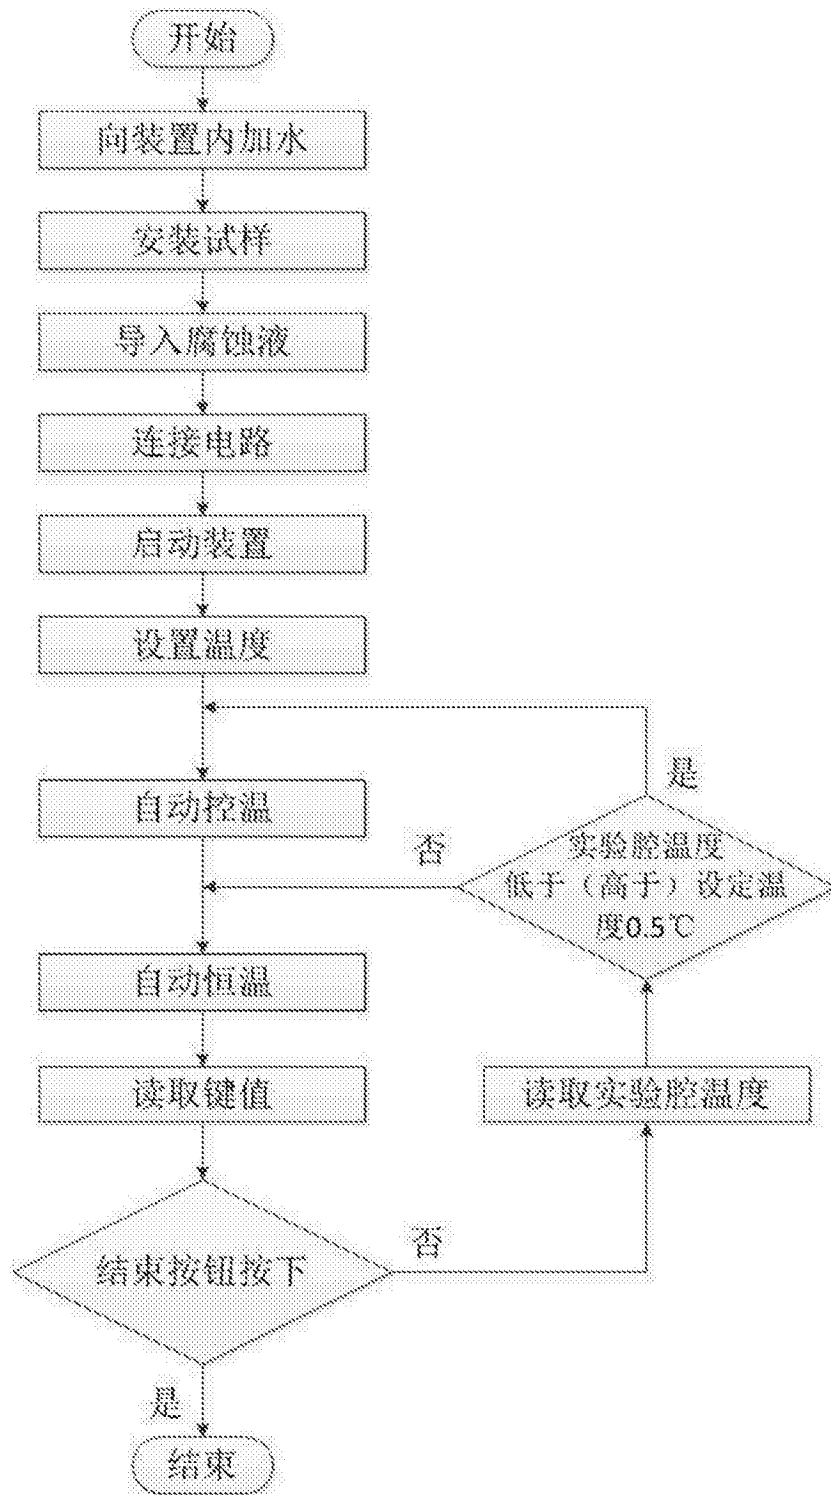 开始
向装置内加水
安装试样
导入腐蚀液
连接电路
启动装置
设置温度
是
自动控温
否
实验腔温度
低于（高于）设定温
度0.5℃
自动恒温
读取键值
读取实验腔温度
结束按钮按下
否
是
结束